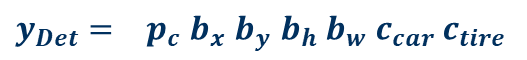 y_Det = p_c b_x b_y b_h b_w c_car c_tire